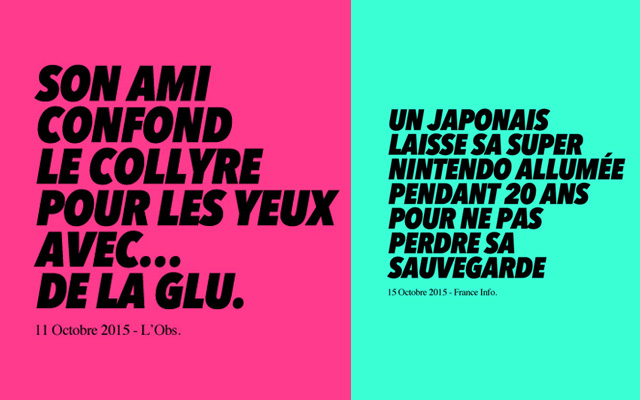 SON AMI
CONFOND
LE COLLYRE
POUR LES YEUX
AVEC...
DE LA GLU.
11 Octobre 2015 - L'Obs.
UN JAPONAIS
LAISSE SA SUPER
NINTENDO ALLUMÉE
PENDANT 20 ANS
POUR NE PAS
PERDRE SA
SAUVEGARDE
15 Octobre 2015 - France Info.